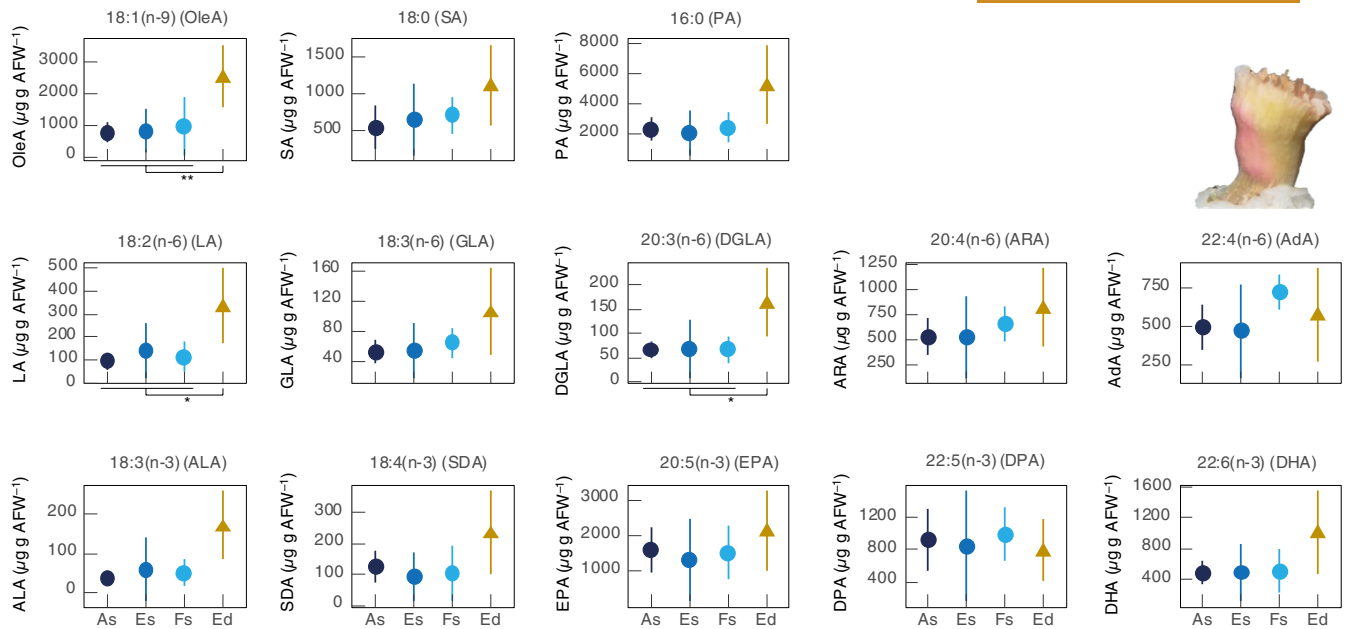 18:1(n-9) (OleA)
18:0 (SA)
16:0 (PA)
OleA (µg g AFW⁻¹)
3000
2000
1000
0
**
SA (µg g AFW⁻¹)
1500
1000
500
PA (µg g AFW⁻¹)
8000
6000
4000
2000
18:2(n-6) (LA)
18:3(n-6) (GLA)
20:3(n-6) (DGLA)
20:4(n-6) (ARA)
22:4(n-6) (AdA)
LA (µg g AFW⁻¹)
500
400
300
200
100
0
*
GLA (µg g AFW⁻¹)
160
120
80
40
DGLA (µg g AFW⁻¹)
200
150
100
50
0
*
ARA (µg g AFW⁻¹)
1250
1000
750
500
250
AdA (µg g AFW⁻¹)
750
500
250
18:3(n-3) (ALA)
18:4(n-3) (SDA)
20:5(n-3) (EPA)
22:5(n-3) (DPA)
22:6(n-3) (DHA)
ALA (µg g AFW⁻¹)
200
100
0
As Es Fs Ed
SDA (µg g AFW⁻¹)
300
200
100
0
As Es Fs Ed
EPA (µg g AFW⁻¹)
3000
2000
1000
As Es Fs Ed
DPA (µg g AFW⁻¹)
1200
800
400
As Es Fs Ed
DHA (µg g AFW⁻¹)
1600
1200
800
400
As Es Fs Ed